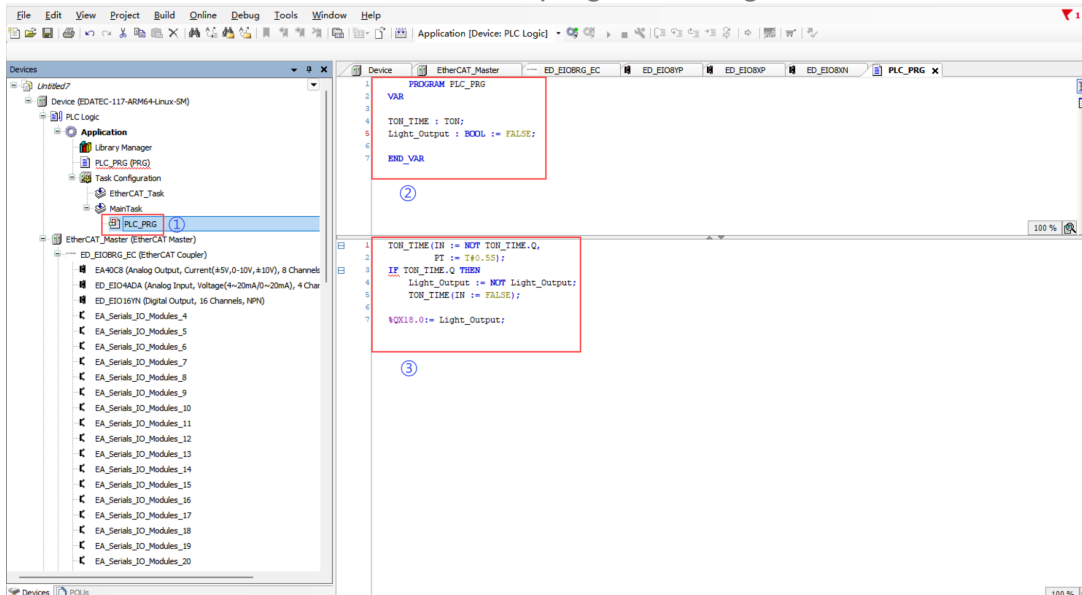 File Edit View Project Build Online Debug Tools Window Help
1
Application [Device: PLC Logic]
Devices
Device
EtherCAT_Master
ED_EIOBRG_EC
ED_EIO8YP
ED_EIO8XP
ED_EIO8XN
PLC_PRG
Untitled7
Device (EDATEC-117-ARM64-Linux-SM)
PLC Logic
Application
Library Manager
PLC_PRG (PRG)
Task Configuration
EtherCAT_Task
MainTask
PLC_PRG ①
EtherCAT_Master (EtherCAT Master)
ED_EIOBRG_EC (EtherCAT Coupler)
EA40C8 (Analog Output, Current(±5V,0-10V,±10V), 8 Channels
ED_EIO4ADA (Analog Input, Voltage(4~20mA/0~20mA), 4 Char
ED_EIO16YN (Digital Output, 16 Channels, NPN)
EA_Serials_IO_Modules_4
EA_Serials_IO_Modules_5
EA_Serials_IO_Modules_6
EA_Serials_IO_Modules_7
EA_Serials_IO_Modules_8
EA_Serials_IO_Modules_9
EA_Serials_IO_Modules_10
EA_Serials_IO_Modules_11
EA_Serials_IO_Modules_12
EA_Serials_IO_Modules_13
EA_Serials_IO_Modules_14
EA_Serials_IO_Modules_15
EA_Serials_IO_Modules_16
EA_Serials_IO_Modules_17
EA_Serials_IO_Modules_18
EA_Serials_IO_Modules_19
EA_Serials_IO_Modules_20
Devices POUs
1 PROGRAM PLC_PRG
2 VAR
3
4 TON_TIME : TON;
5 Light_Output : BOOL := FALSE;
6
7 END_VAR
②
100 %
1 TON_TIME(IN := NOT TON_TIME.Q,
2 PT := T#0.5S);
3 IF TON_TIME.Q THEN
4 Light_Output := NOT Light_Output;
5 TON_TIME(IN := FALSE);
6
7 %QX18.0:= Light_Output;
③
100 %